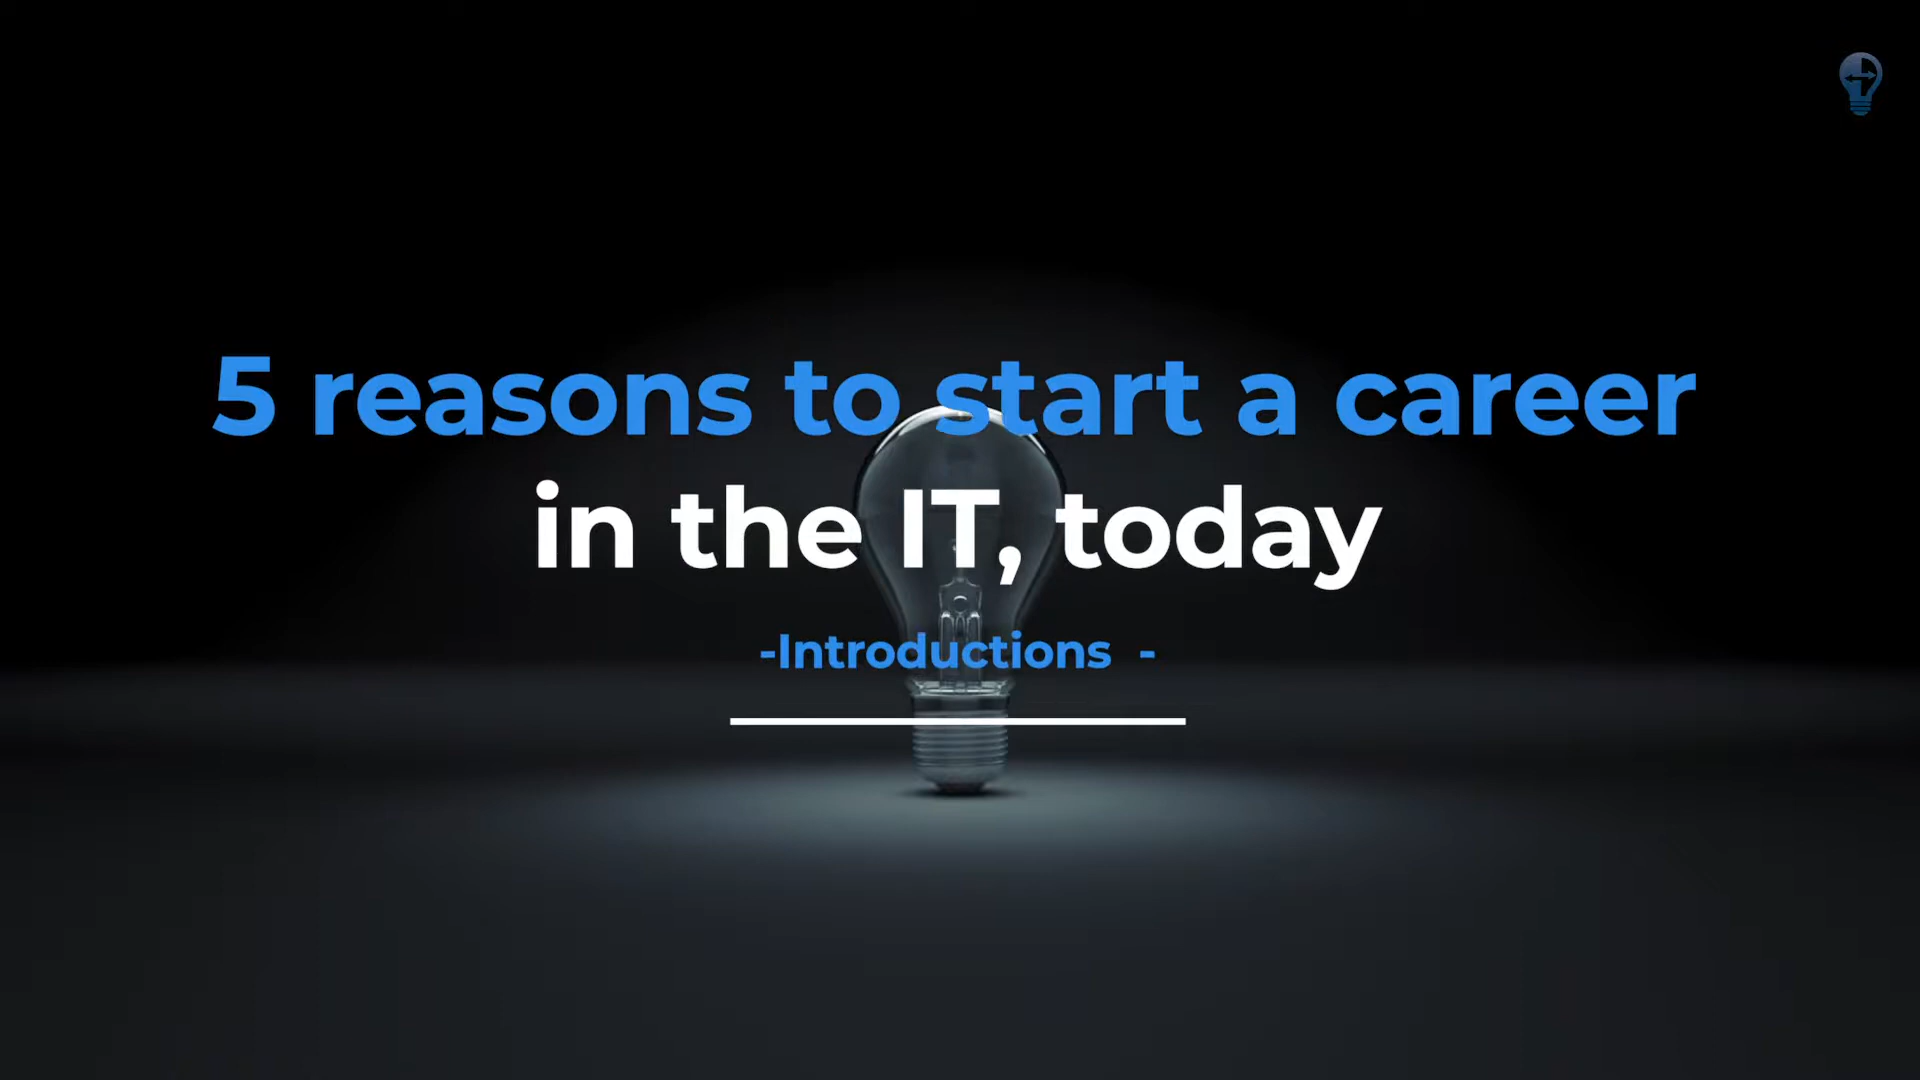 5 reasons to start a career
in the IT, today
-Introductions -